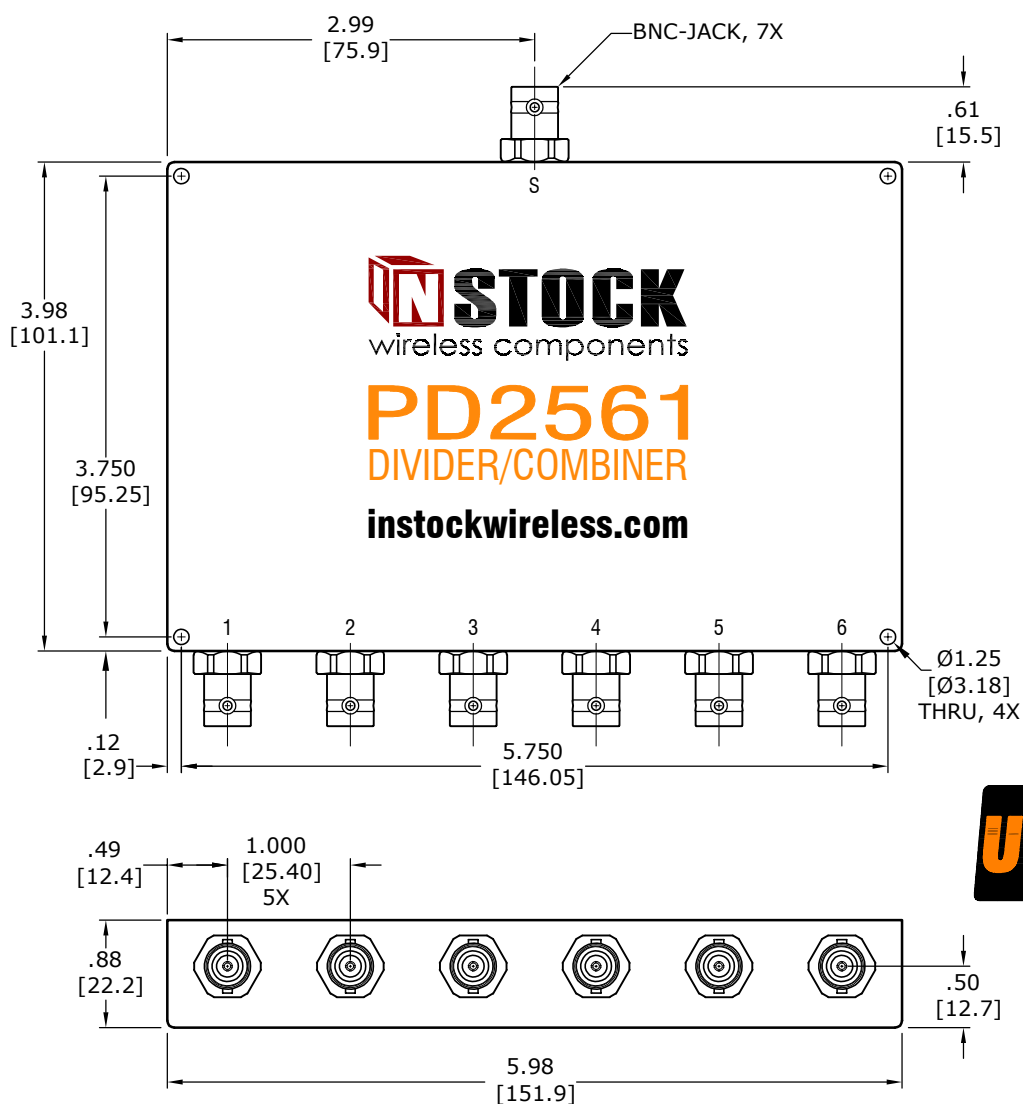 2.99
[75.9]
BNC-JACK, 7X
.61
[15.5]
S
3.98
[101.1]
IN STOCK
wireless components
PD2561
DIVIDER/COMBINER
3.750
[95.25]
instockwireless.com
1 2 3 4 5 6
Ø1.25
[Ø3.18]
THRU, 4X
.12
[2.9]
5.750
[146.05]
U
.49
[12.4]
1.000
[25.40]
5X
.88
[22.2]
.50
[12.7]
5.98
[151.9]